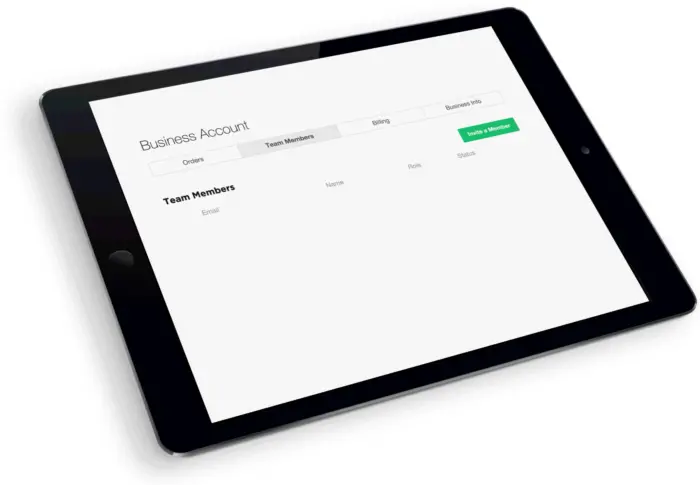 Business Account
Orders Team Members Billing Business Info
Invite a Member
Team Members
Email Name Role Status